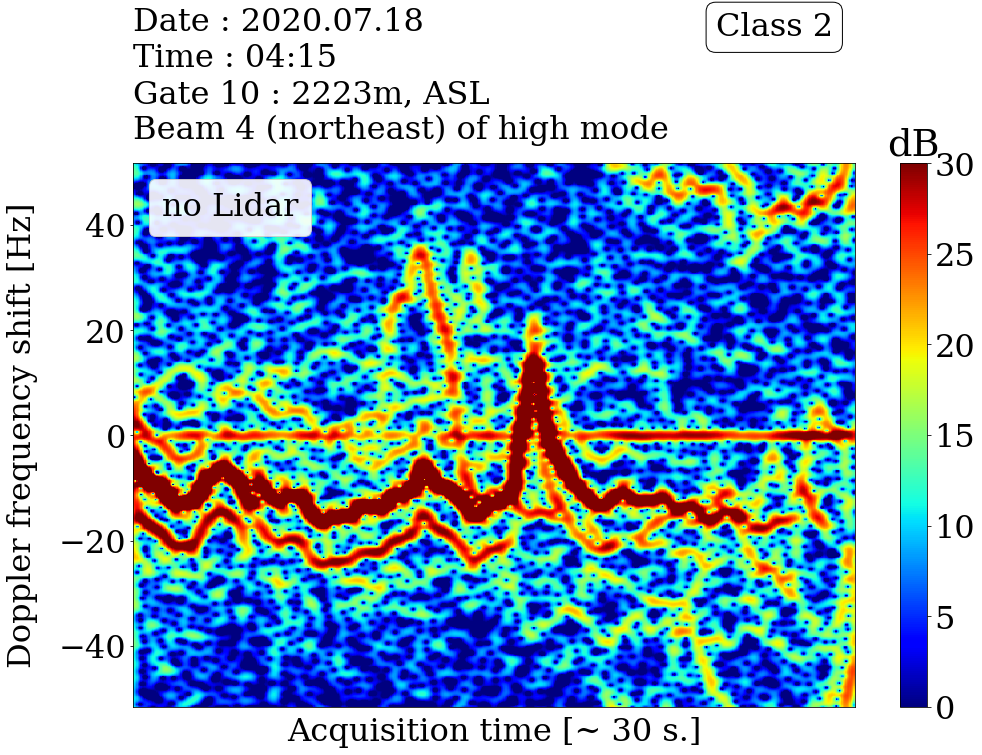 Date : 2020.07.18
Time : 04:15
Gate 10 : 2223m, ASL
Beam 4 (northeast) of high mode
Class 2
no Lidar
dB
30
25
20
15
10
5
0
40
20
0
−20
−40
Doppler frequency shift [Hz]
Acquisition time [~ 30 s.]